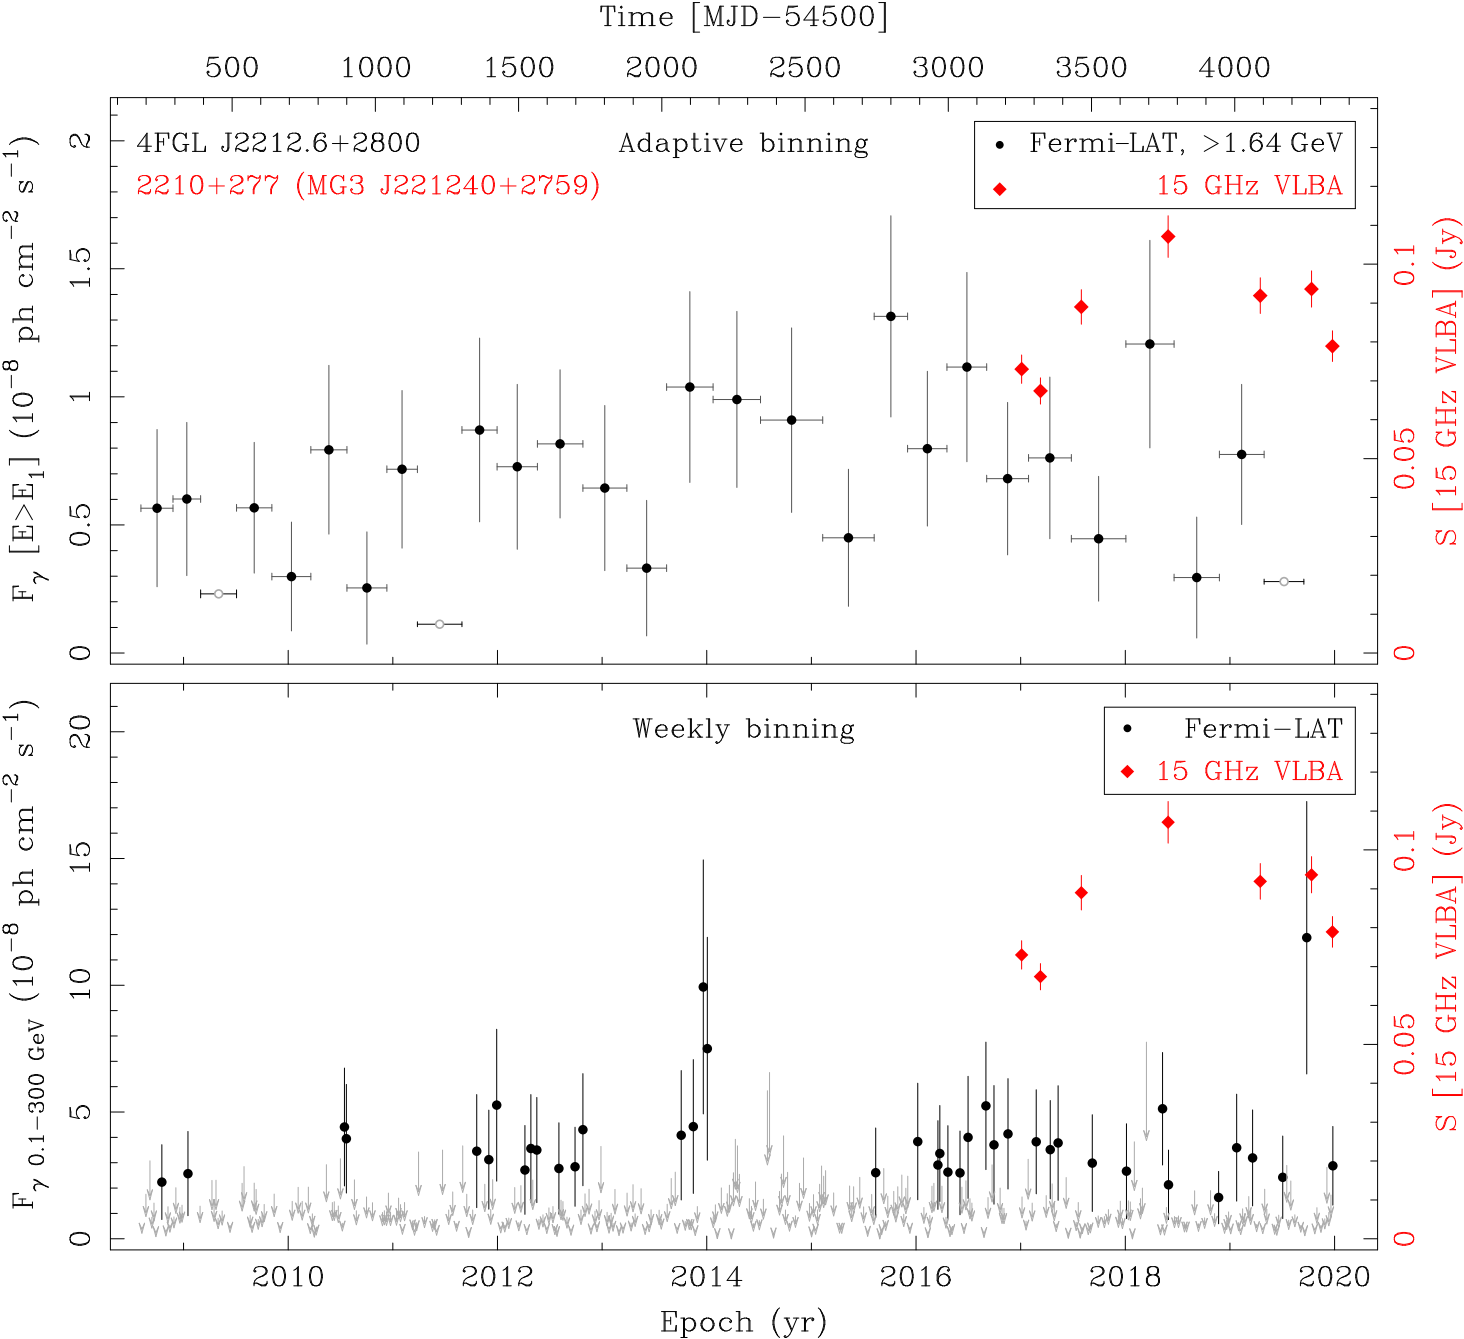 Time [MJD−54500]
500 1000 1500 2000 2500 3000 3500 4000
4FGL J2212.6+2800
2210+277 (MG3 J221240+2759)
Adaptive binning
Fermi−LAT, >1.64 GeV
15 GHz VLBA
F_γ [E>E_1] (10^−8 ph cm^−2 s^−1)
2
1.5
1
0.5
0
0.1
0.05
0
S [15 GHz VLBA] (Jy)
Weekly binning
Fermi−LAT
15 GHz VLBA
F_γ 0.1−300 GeV (10^−8 ph cm^−2 s^−1)
20
15
10
5
0
0.1
0.05
0
S [15 GHz VLBA] (Jy)
2010 2012 2014 2016 2018 2020
Epoch (yr)